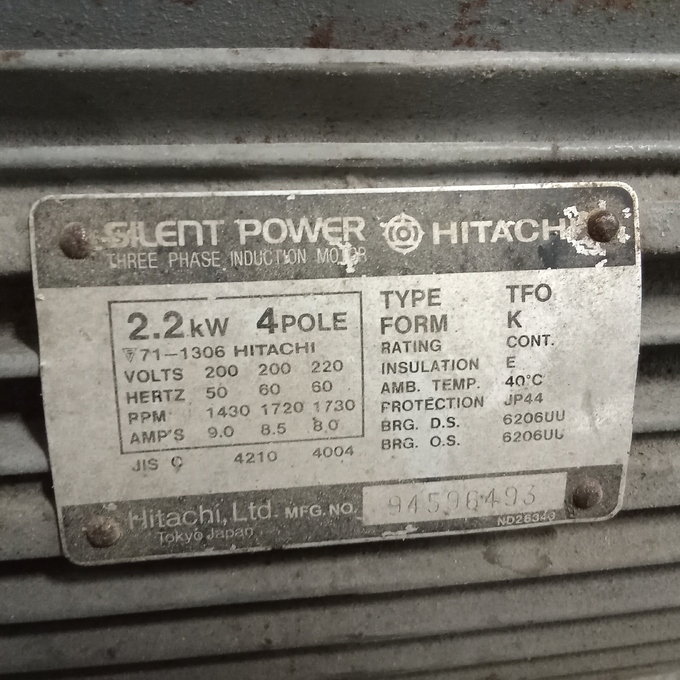 SILENT POWER HITACHI
THREE PHASE INDUCTION MOTOR
2.2kW 4POLE
71-1306 HITACHI
VOLTS 200 200 220
HERTZ 50 60 60
RPM 1430 1720 1730
AMP'S 9.0 8.5 8.0
JIS C 4210 4004
TYPE TFO
FORM K
RATING CONT.
INSULATION E
AMB. TEMP. 40°C
PROTECTION JP44
BRG. D.S. 6206UU
BRG. O.S. 6206UU
Hitachi, Ltd. MFG. NO. 94596493
Tokyo Japan